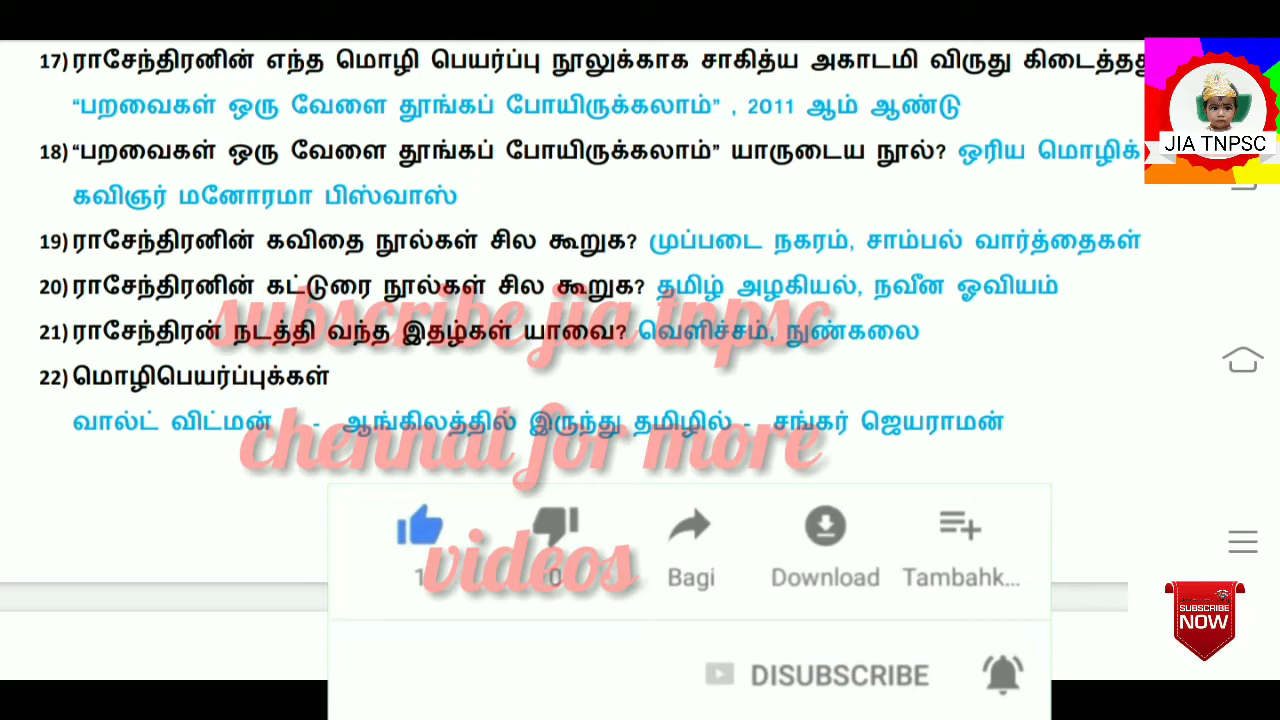 17) ராசேந்திரனின் எந்த மொழி பெயர்ப்பு நூலுக்காக சாகித்ய அகாடமி விருது
“பறவைகள் ஒரு வேளை தூங்கப் போயிருக்கலாம்” , 2011 ஆம் ஆண்டு
18) “பறவைகள் ஒரு வேளை தூங்கப் போயிருக்கலாம்” யாருடைய நூல்? ஒரிய மொழிக்
கவிஞர் மனோரமா பிஸ்வாஸ்
JIA TNPSC
19) ராசேந்திரனின் கவிதை நூல்கள் சில கூறுக? முப்படை நகரம், சாம்பல் வார்த்தைகள்
20) ராசேந்திரனின் கட்டுரை நூல்கள் சில கூறுக? தமிழ் அழகியல், நவீன ஓவியம்
21) ராசேந்திரன் நடத்தி வந்த இதழ்கள் யாவை? வெளிச்சம், நுண்கலை
22) மொழிபெயர்ப்புக்கள்
வால்ட் விட்மன் - ஆங்கிலத்தில் இருந்து தமிழில் - சங்கர் ஜெயராமன்
subscribe jia tnpsc
chennal for more
videos
1 0 Bagi Download Tambahk...
DISUBSCRIBE
SUBSCRIBE
NOW